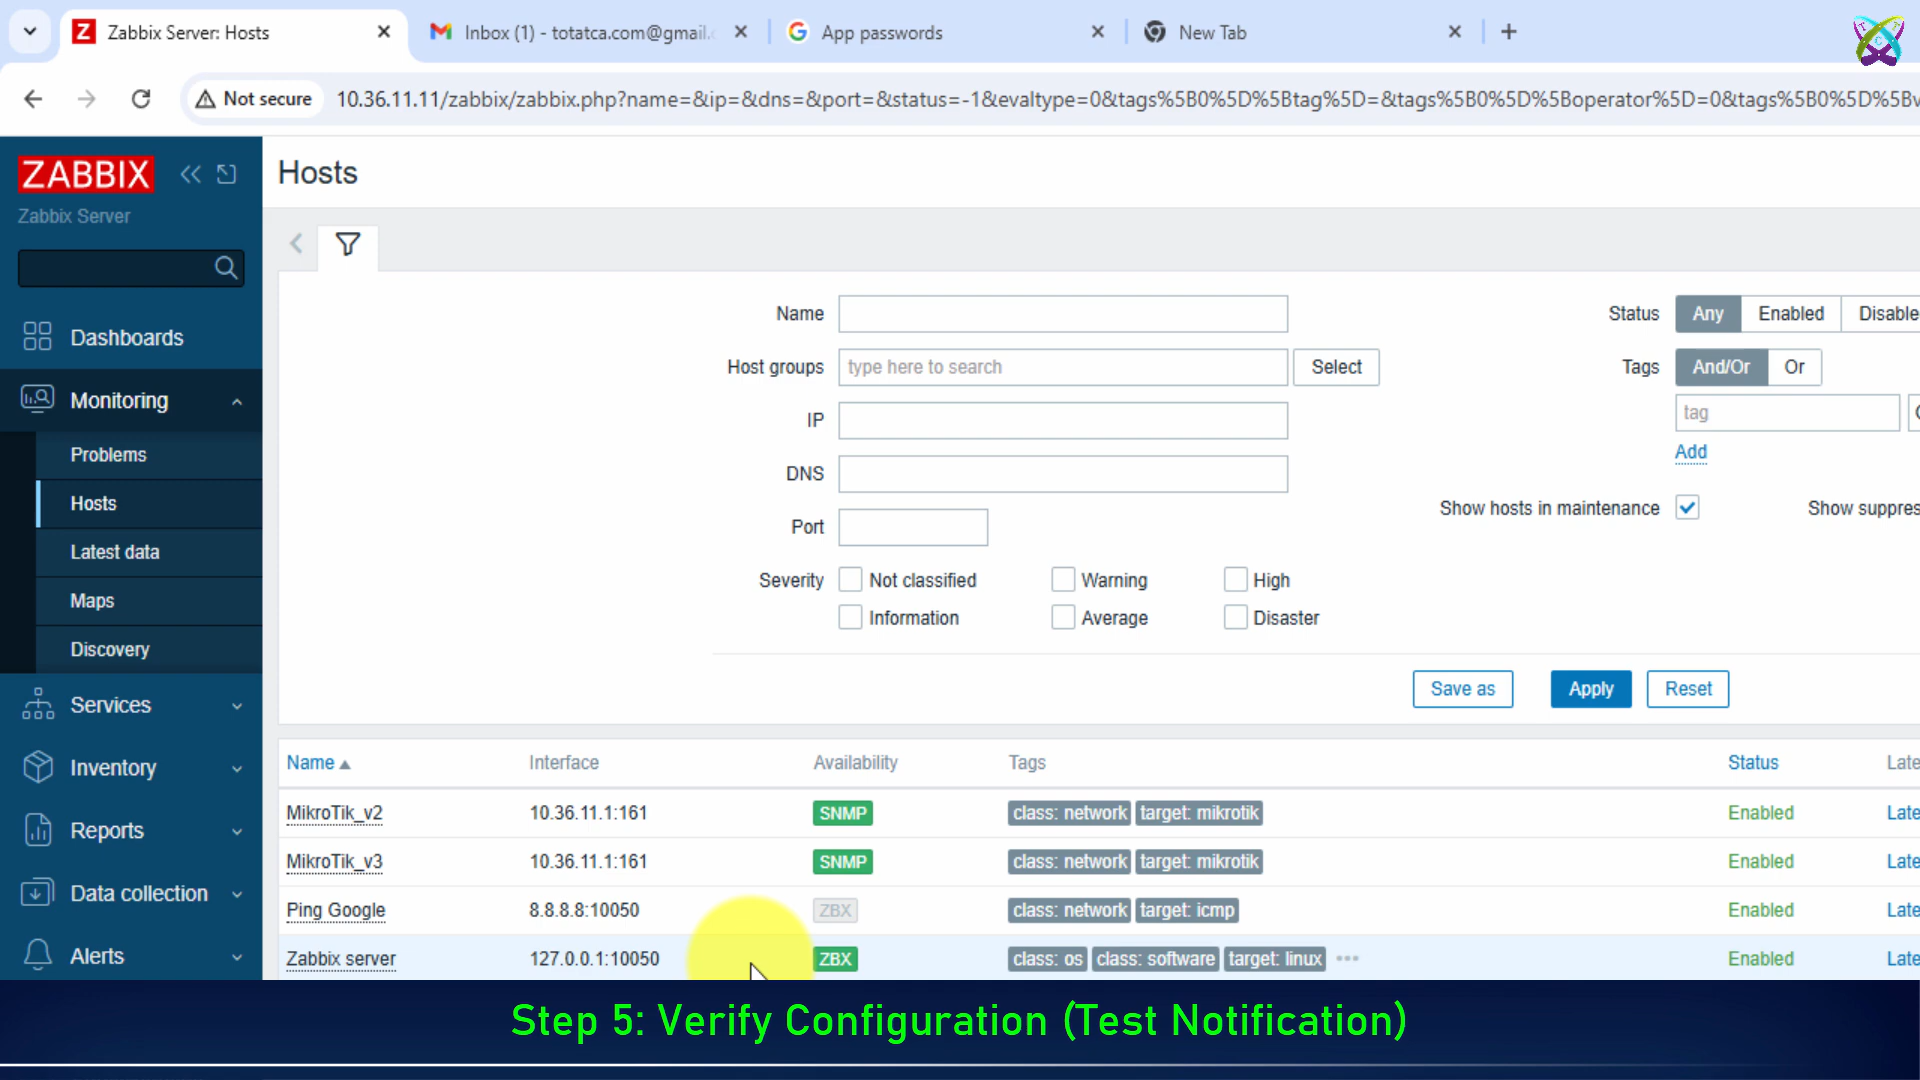 Zabbix Server: Hosts
Inbox (1) - totatca.com@gmail.
App passwords
New Tab
Not secure
10.36.11.11/zabbix/zabbix.php?name=&ip=&dns=&port=&status=-1&evaltype=0&tags%5B0%5D%5Btag%5D=&tags%5B0%5D%5Boperator%5D=0&tags%5B0%5D%5Bv
ZABBIX
Zabbix Server
Dashboards
Monitoring
Problems
Hosts
Latest data
Maps
Discovery
Services
Inventory
Reports
Data collection
Alerts
Hosts
Name
Host groups type here to search Select
IP
DNS
Port
Severity Not classified Warning High
Information Average Disaster
Status Any Enabled Disable
Tags And/Or Or
tag
Add
Show hosts in maintenance Show suppres
Save as Apply Reset
Name Interface Availability Tags Status Late
MikroTik_v2 10.36.11.1:161 SNMP class: network target: mikrotik Enabled Late
MikroTik_v3 10.36.11.1:161 SNMP class: network target: mikrotik Enabled Late
Ping Google 8.8.8.8:10050 ZBX class: network target: icmp Enabled Late
Zabbix server 127.0.0.1:10050 ZBX class: os class: software target: linux ••• Enabled Late
Step 5: Verify Configuration (Test Notification)